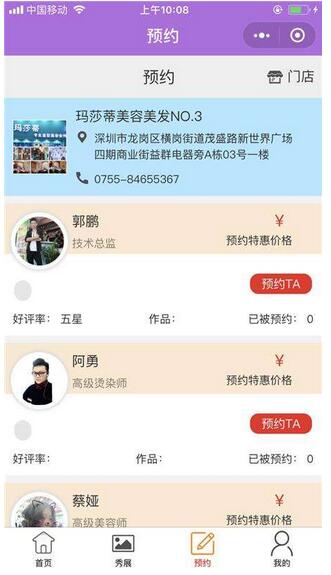 中国移动
上午10:08
预约
预约
门店
玛莎蒂
玛莎蒂美容美发NO.3
深圳市龙岗区横岗街道茂盛路新世界广场
四期商业街益群电器旁A栋03号一楼
0755-84655367
郭鹏
技术总监
¥
预约特惠价格
预约TA
好评率： 五星
作品：
已被预约： 0
阿勇
高级烫染师
¥
预约特惠价格
预约TA
好评率：
作品：
已被预约： 0
蔡娅
高级美容师
¥
预约特惠价格
首页
秀展
预约
我的